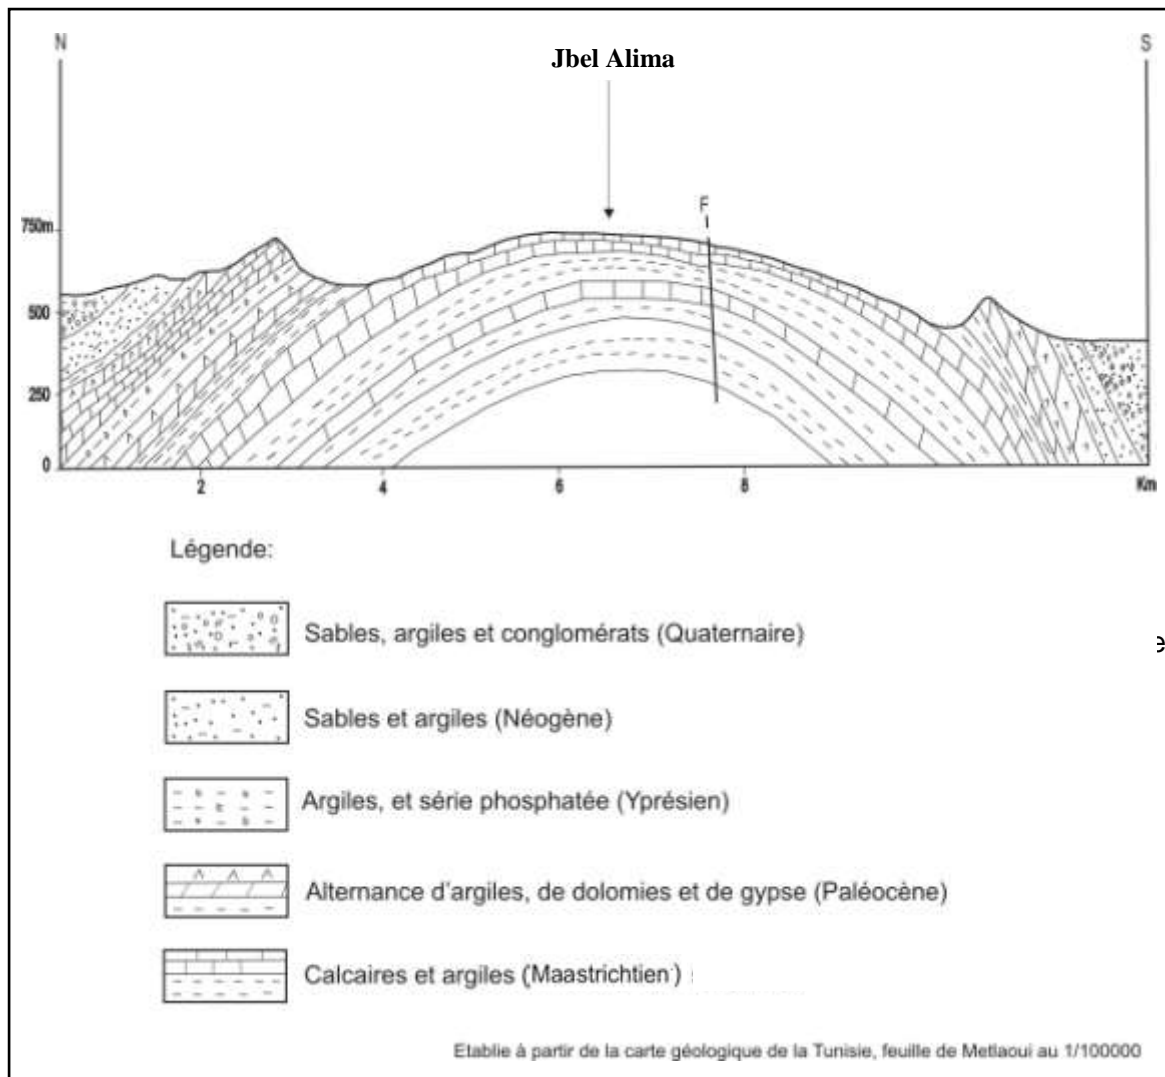 N S
Jbel Alima
F
750m
500
250
0
2 4 6 8 Km
Légende:
Sables, argiles et conglomérats (Quaternaire)
e
Sables et argiles (Néogène)
Argiles, et série phosphatée (Yprésien)
Alternance d'argiles, de dolomies et de gypse (Paléocène)
Calcaires et argiles (Maastrichtien)
Etablie à partir de la carte géologique de la Tunisie, feuille de Metlaoui au 1/100000